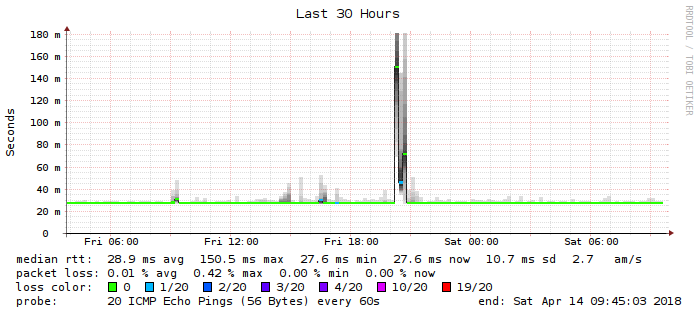 Last 30 Hours
RRDTOOL / TOBI OETIKER
Seconds
180 m
160 m
140 m
120 m
100 m
80 m
60 m
40 m
20 m
0
Fri 06:00 Fri 12:00 Fri 18:00 Sat 00:00 Sat 06:00
median rtt: 28.9 ms avg 150.5 ms max 27.6 ms min 27.6 ms now 10.7 ms sd 2.7 am/s
packet loss: 0.01 % avg 0.42 % max 0.00 % min 0.00 % now
loss color: 0 1/20 2/20 3/20 4/20 10/20 19/20
probe: 20 ICMP Echo Pings (56 Bytes) every 60s end: Sat Apr 14 09:45:03 2018